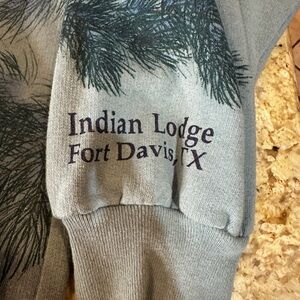 Indian Lodge
Fort Davis, TX